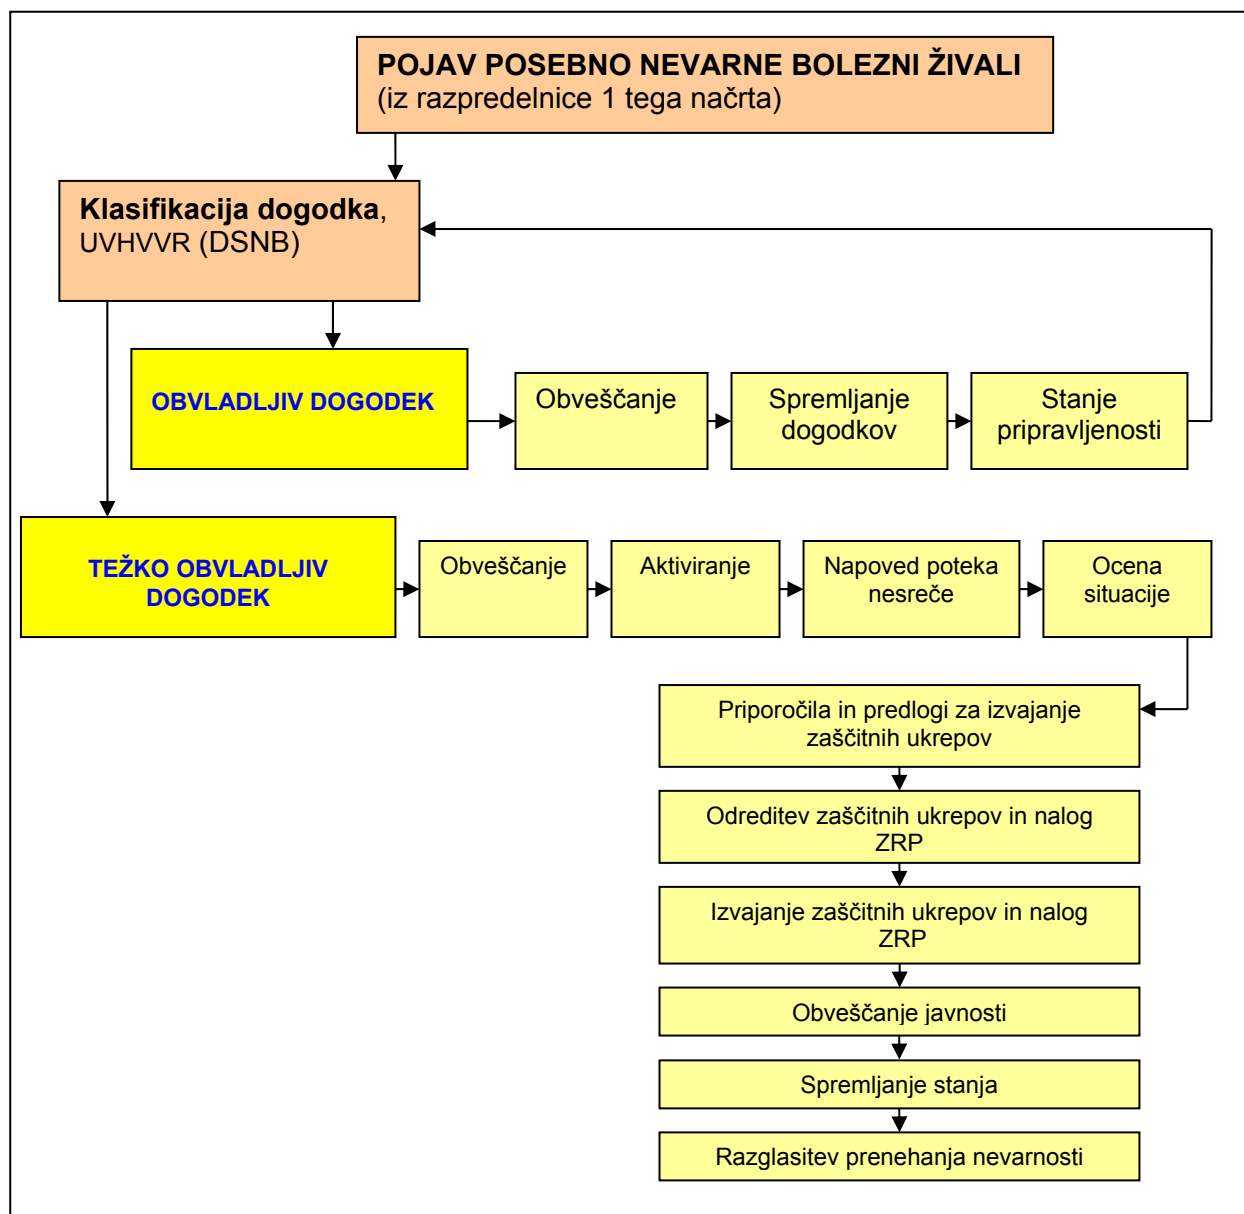 POJAV POSEBNO NEVARNE BOLEZNI ŽIVALI
(iz razpredelnice 1 tega načrta)
Klasifikacija dogodka,
UVHVVR (DSNB)
OBVLADLJIV DOGODEK
Obveščanje
Spremljanje
dogodkov
Stanje
pripravljenosti
TEŽKO OBVLADLJIV
DOGODEK
Obveščanje
Aktiviranje
Napoved poteka
nesreče
Ocena
situacije
Priporočila in predlogi za izvajanje
zaščitnih ukrepov
Odreditev zaščitnih ukrepov in nalog
ZRP
Izvajanje zaščitnih ukrepov in nalog
ZRP
Obveščanje javnosti
Spremljanje stanja
Razglasitev prenehanja nevarnosti